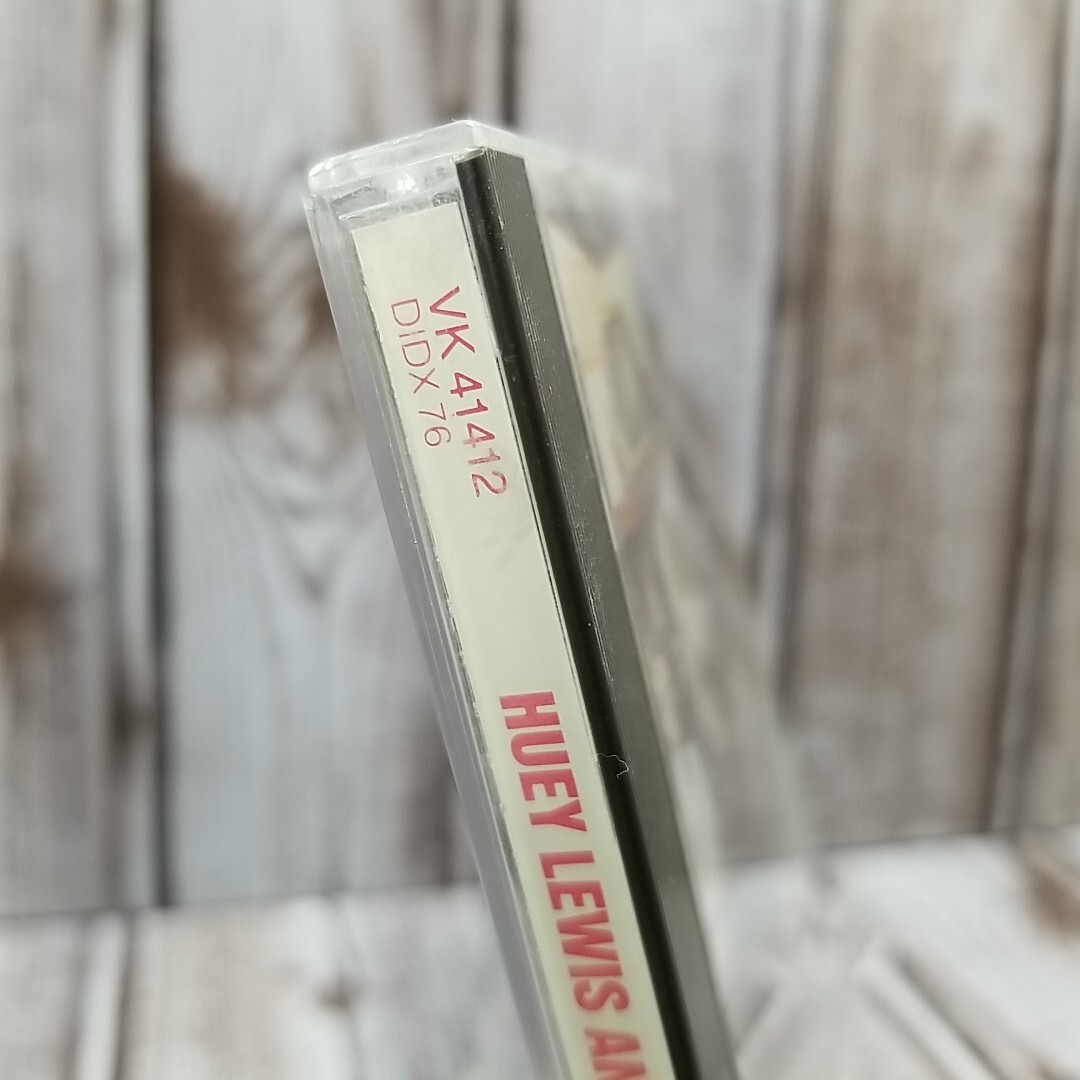 VK 41412
DIDX 76
HUEY LEWIS AN